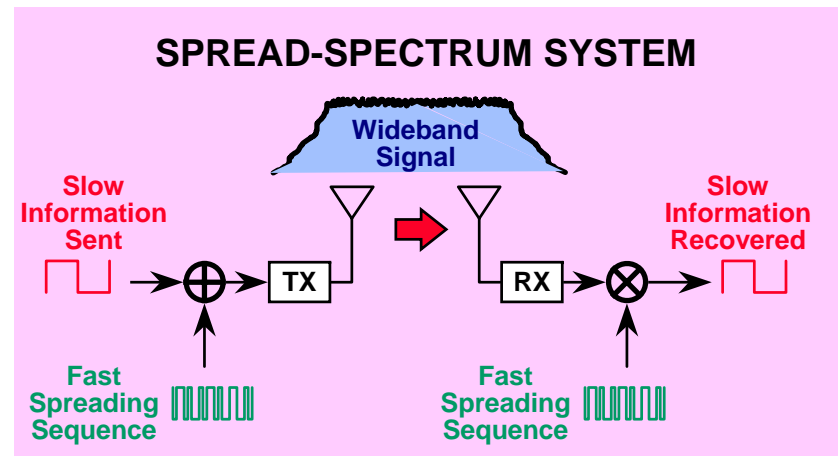 SPREAD-SPECTRUM SYSTEM
Wideband
Signal
Slow
Information
Sent
Slow
Information
Recovered
TX
RX
Fast
Spreading
Sequence
Fast
Spreading
Sequence